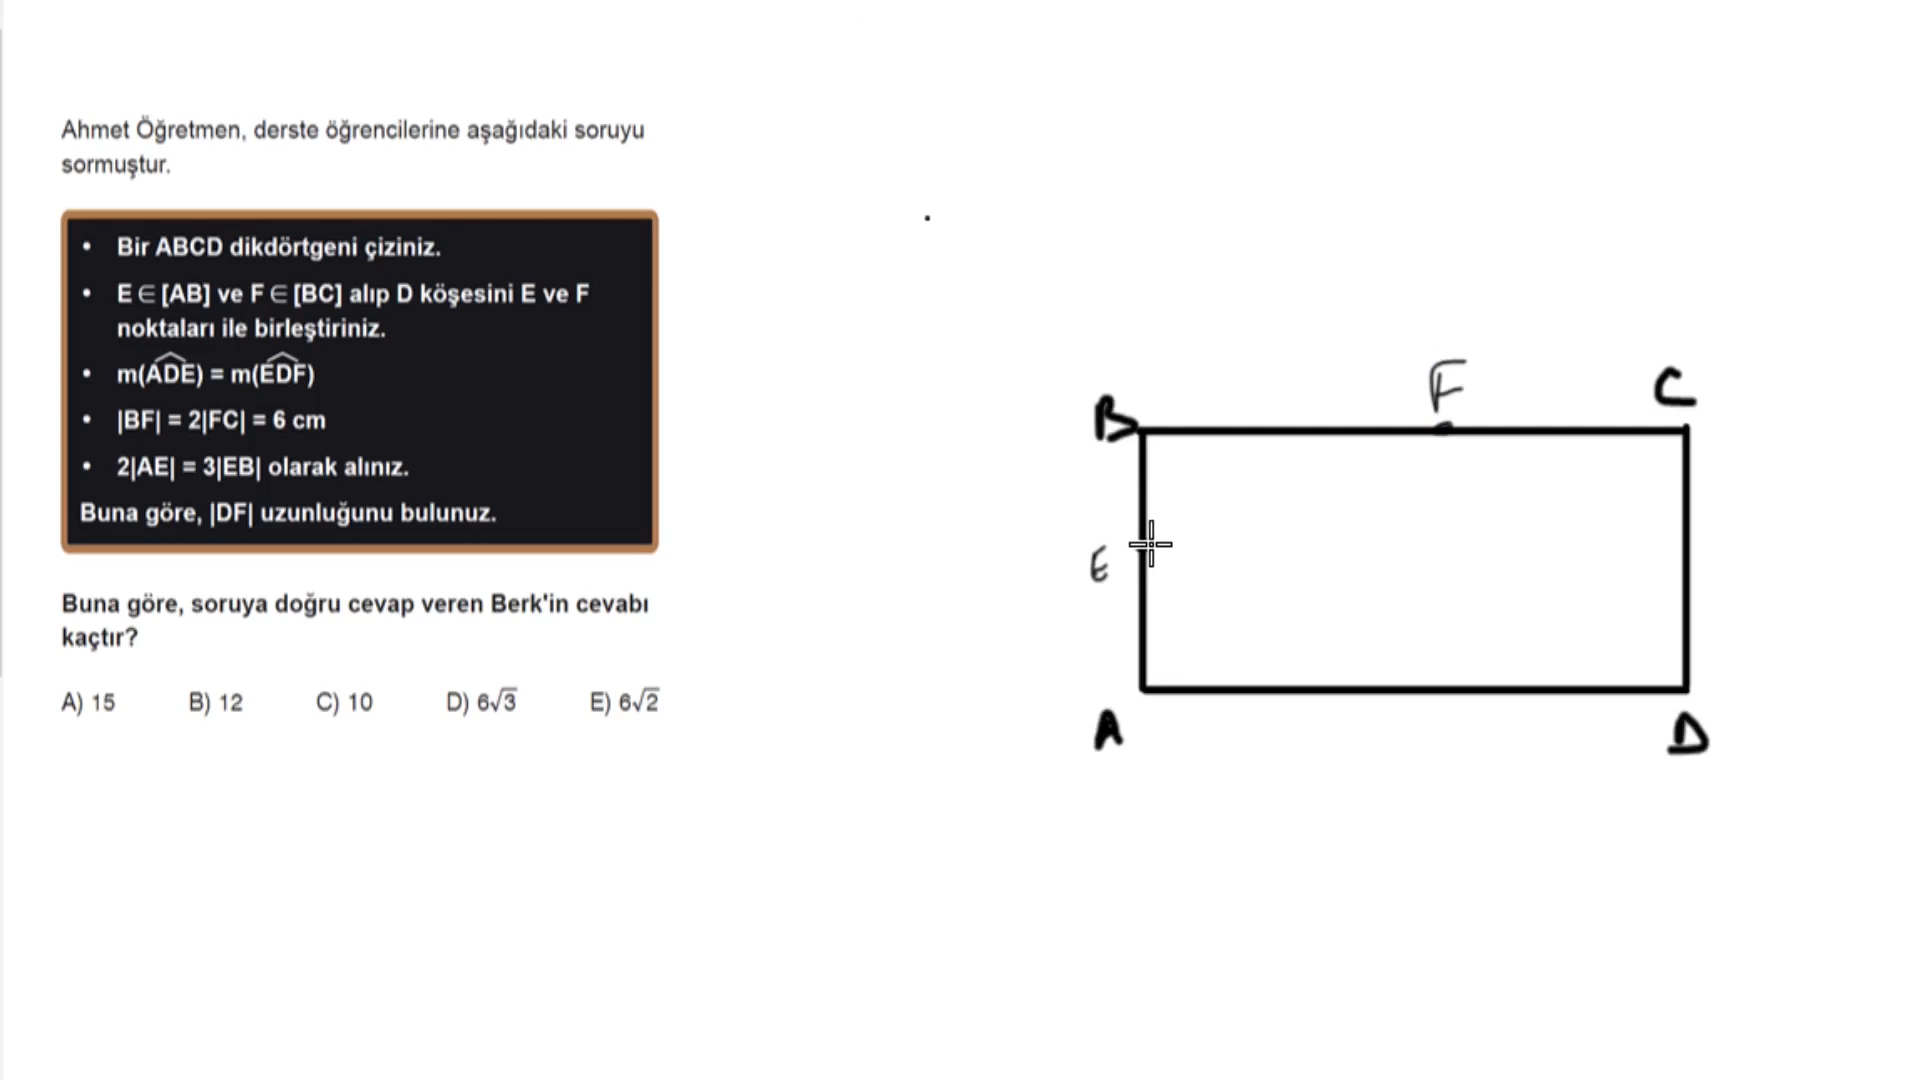 Ahmet Öğretmen, derste öğrencilerine aşağıdaki soruyu
sormuştur.
• Bir ABCD dikdörtgeni çiziniz.
• E ∈ [AB] ve F ∈ [BC] alıp D köşesini E ve F
noktaları ile birleştiriniz.
• m(ADE) = m(EDF)
• |BF| = 2|FC| = 6 cm
• 2|AE| = 3|EB| olarak alınız.
Buna göre, |DF| uzunluğunu bulunuz.
Buna göre, soruya doğru cevap veren Berk'in cevabı
kaçtır?
A) 15 B) 12 C) 10 D) 6√3 E) 6√2
B F C
E
A D